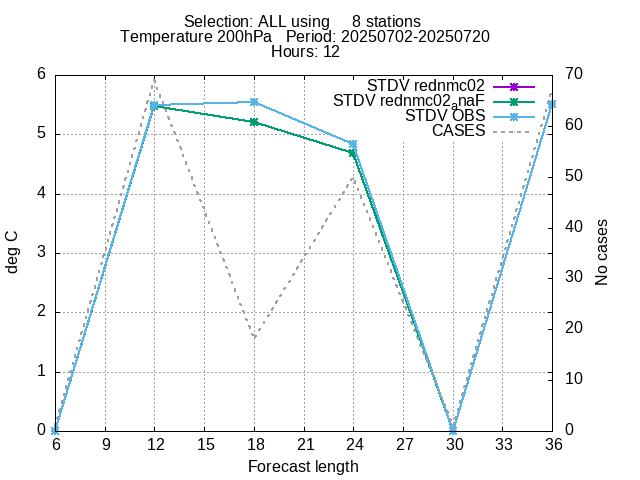 Selection: ALL using     8 stations
Temperature 200hPa   Period: 20250702-20250720
Hours: 12
STDV rednmc02
STDV rednmc02anaF
STDV OBS
CASES
deg C
No cases
6
5
4
3
2
1
0
70
60
50
40
30
20
10
0
6 9 12 15 18 21 24 27 30 33 36
Forecast length